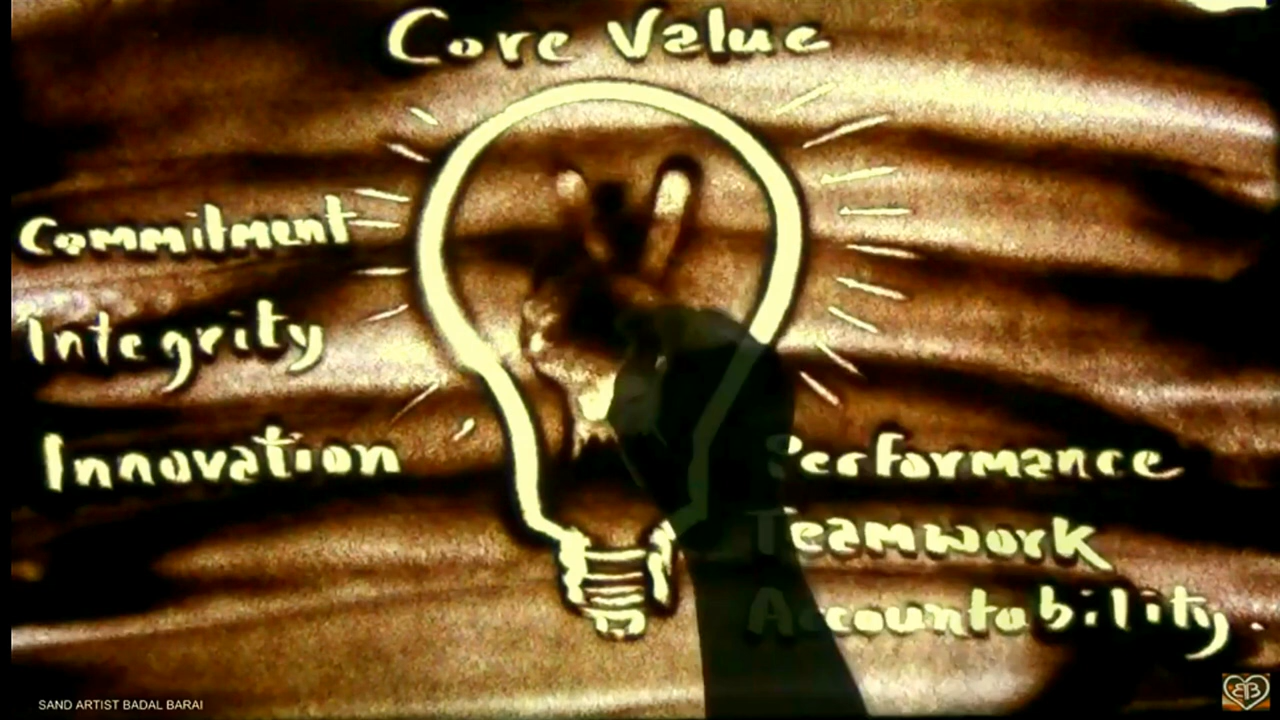 Core Value
Commitment
Integrity
Innovation
Performance
Teamwork
Accountability.
SAND ARTIST BADAL BARAI